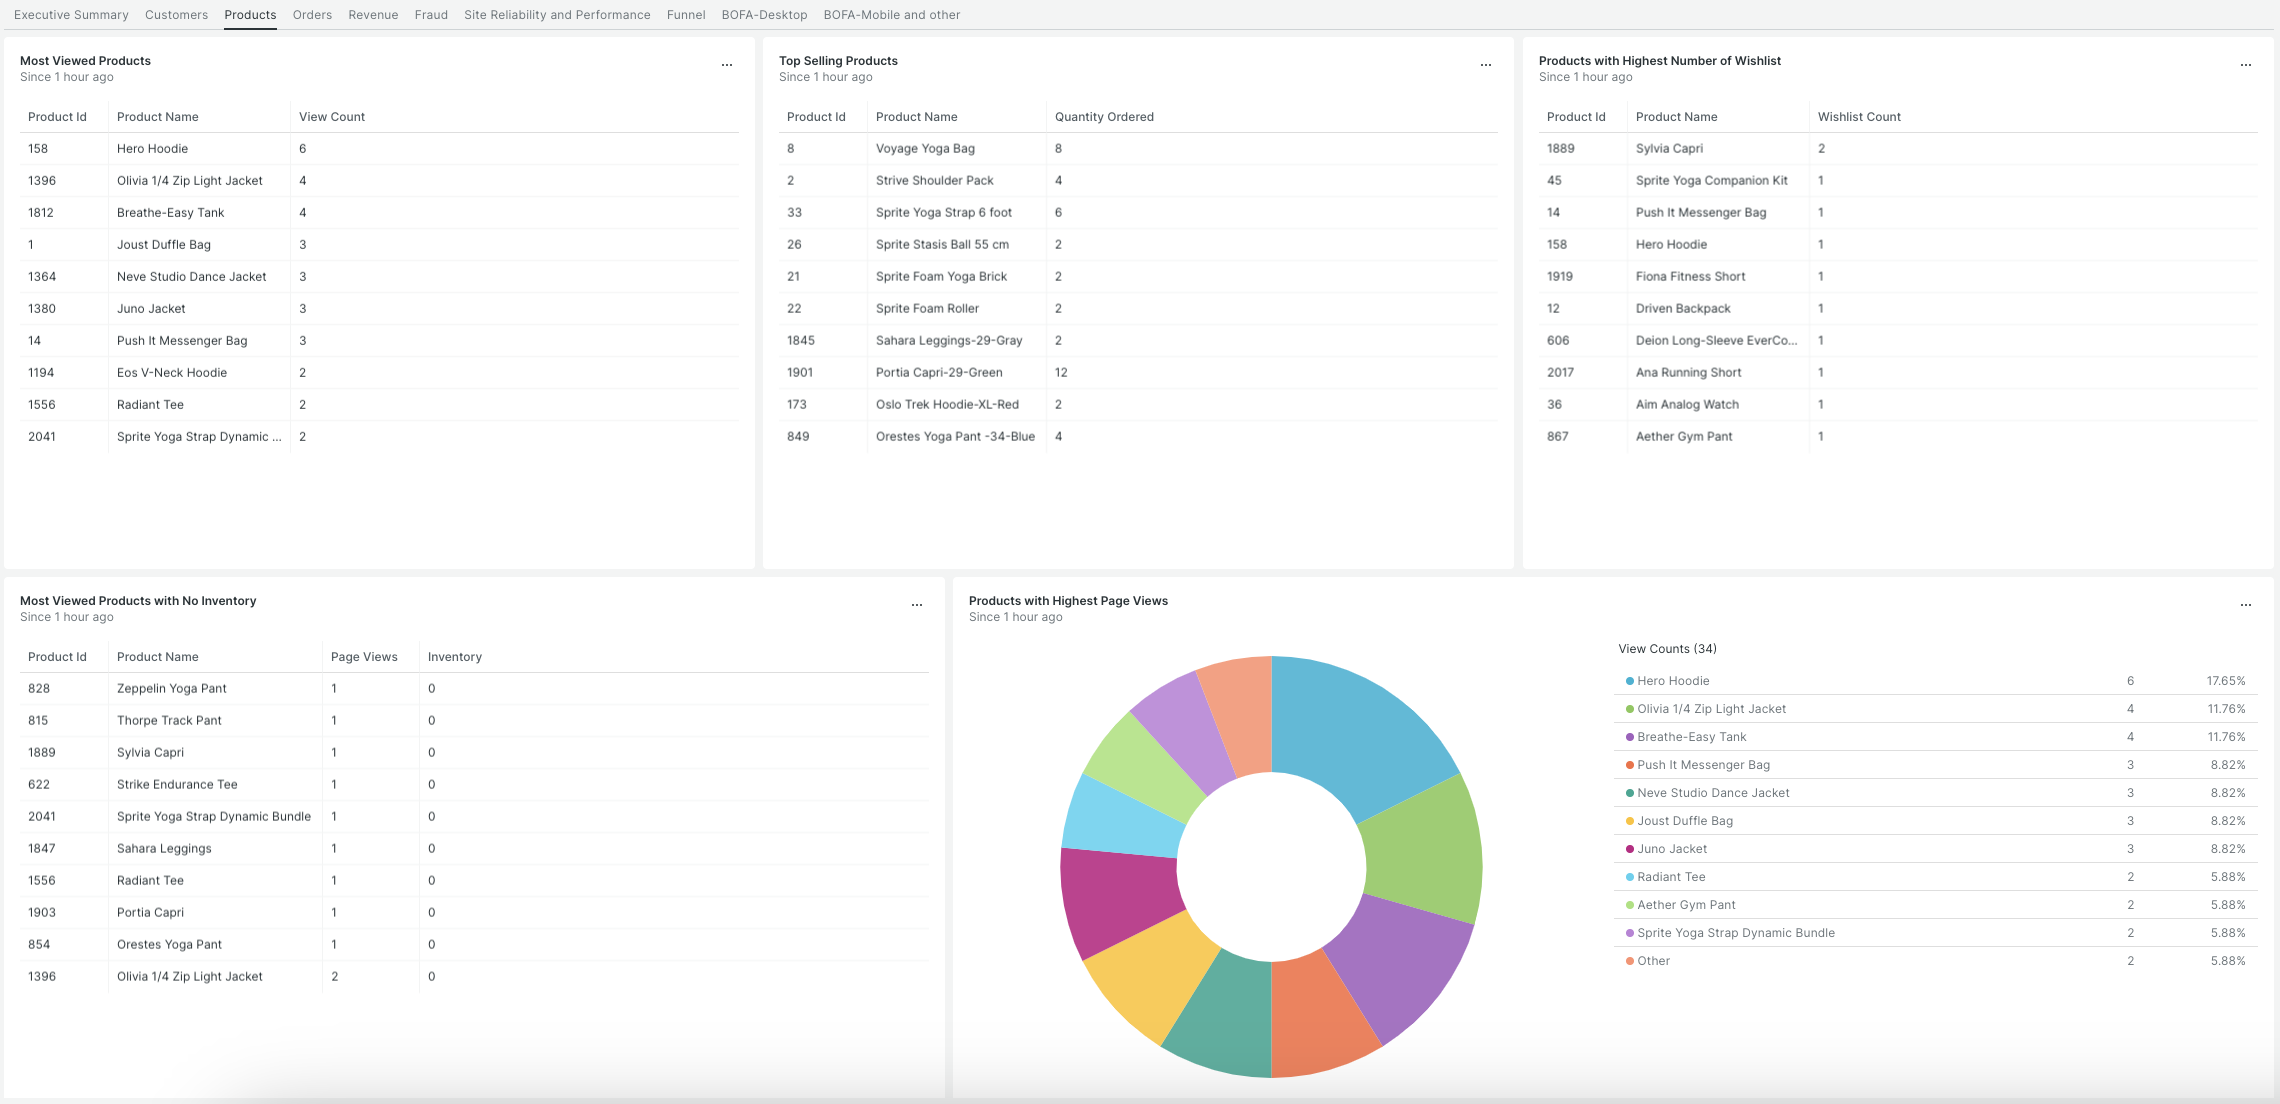 Executive Summary Customers Products Orders Revenue Fraud Site Reliability and Performance Funnel BOFA-Desktop BOFA-Mobile and other
Most Viewed Products
Since 1 hour ago
...
Product Id Product Name View Count
158 Hero Hoodie 6
1396 Olivia 1/4 Zip Light Jacket 4
1812 Breathe-Easy Tank 4
1 Joust Duffle Bag 3
1364 Neve Studio Dance Jacket 3
1380 Juno Jacket 3
14 Push It Messenger Bag 3
1194 Eos V-Neck Hoodie 2
1556 Radiant Tee 2
2041 Sprite Yoga Strap Dynamic ... 2
Top Selling Products
Since 1 hour ago
...
Product Id Product Name Quantity Ordered
8 Voyage Yoga Bag 8
2 Strive Shoulder Pack 4
33 Sprite Yoga Strap 6 foot 6
26 Sprite Stasis Ball 55 cm 2
21 Sprite Foam Yoga Brick 2
22 Sprite Foam Roller 2
1845 Sahara Leggings-29-Gray 2
1901 Portia Capri-29-Green 12
173 Oslo Trek Hoodie-XL-Red 2
849 Orestes Yoga Pant -34-Blue 4
Products with Highest Number of Wishlist
Since 1 hour ago
...
Product Id Product Name Wishlist Count
1889 Sylvia Capri 2
45 Sprite Yoga Companion Kit 1
14 Push It Messenger Bag 1
158 Hero Hoodie 1
1919 Fiona Fitness Short 1
12 Driven Backpack 1
606 Deion Long-Sleeve EverCo... 1
2017 Ana Running Short 1
36 Aim Analog Watch 1
867 Aether Gym Pant 1
Most Viewed Products with No Inventory
Since 1 hour ago
...
Product Id Product Name Page Views Inventory
828 Zeppelin Yoga Pant 1 0
815 Thorpe Track Pant 1 0
1889 Sylvia Capri 1 0
622 Strike Endurance Tee 1 0
2041 Sprite Yoga Strap Dynamic Bundle 1 0
1847 Sahara Leggings 1 0
1556 Radiant Tee 1 0
1903 Portia Capri 1 0
854 Orestes Yoga Pant 1 0
1396 Olivia 1/4 Zip Light Jacket 2 0
Products with Highest Page Views
Since 1 hour ago
...
View Counts (34)
Hero Hoodie 6 17.65%
Olivia 1/4 Zip Light Jacket 4 11.76%
Breathe-Easy Tank 4 11.76%
Push It Messenger Bag 3 8.82%
Neve Studio Dance Jacket 3 8.82%
Joust Duffle Bag 3 8.82%
Juno Jacket 3 8.82%
Radiant Tee 2 5.88%
Aether Gym Pant 2 5.88%
Sprite Yoga Strap Dynamic Bundle 2 5.88%
Other 2 5.88%